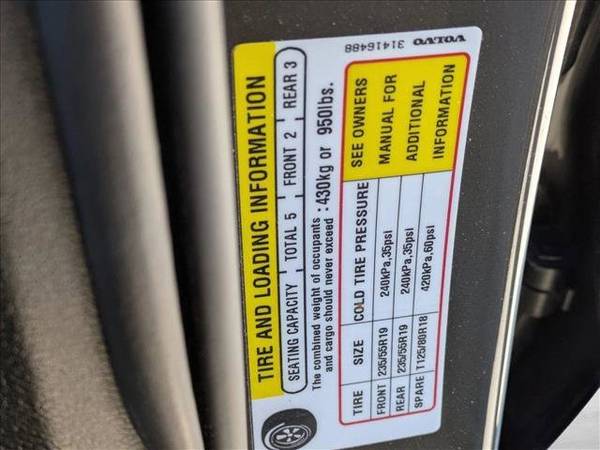 TIRE AND LOADING INFORMATION
SEATING CAPACITY TOTAL 5 FRONT 2 REAR 3
The combined weight of occupants
and cargo should never exceed : 430kg or 950lbs.
TIRE SIZE COLD TIRE PRESSURE
FRONT 235/55R19 240kPa,35psi
REAR 235/55R19 240kPa,35psi
SPARE T125/80R18 420kPa,60psi
SEE OWNERS
MANUAL FOR
ADDITIONAL
INFORMATION
VOLVO 31416488